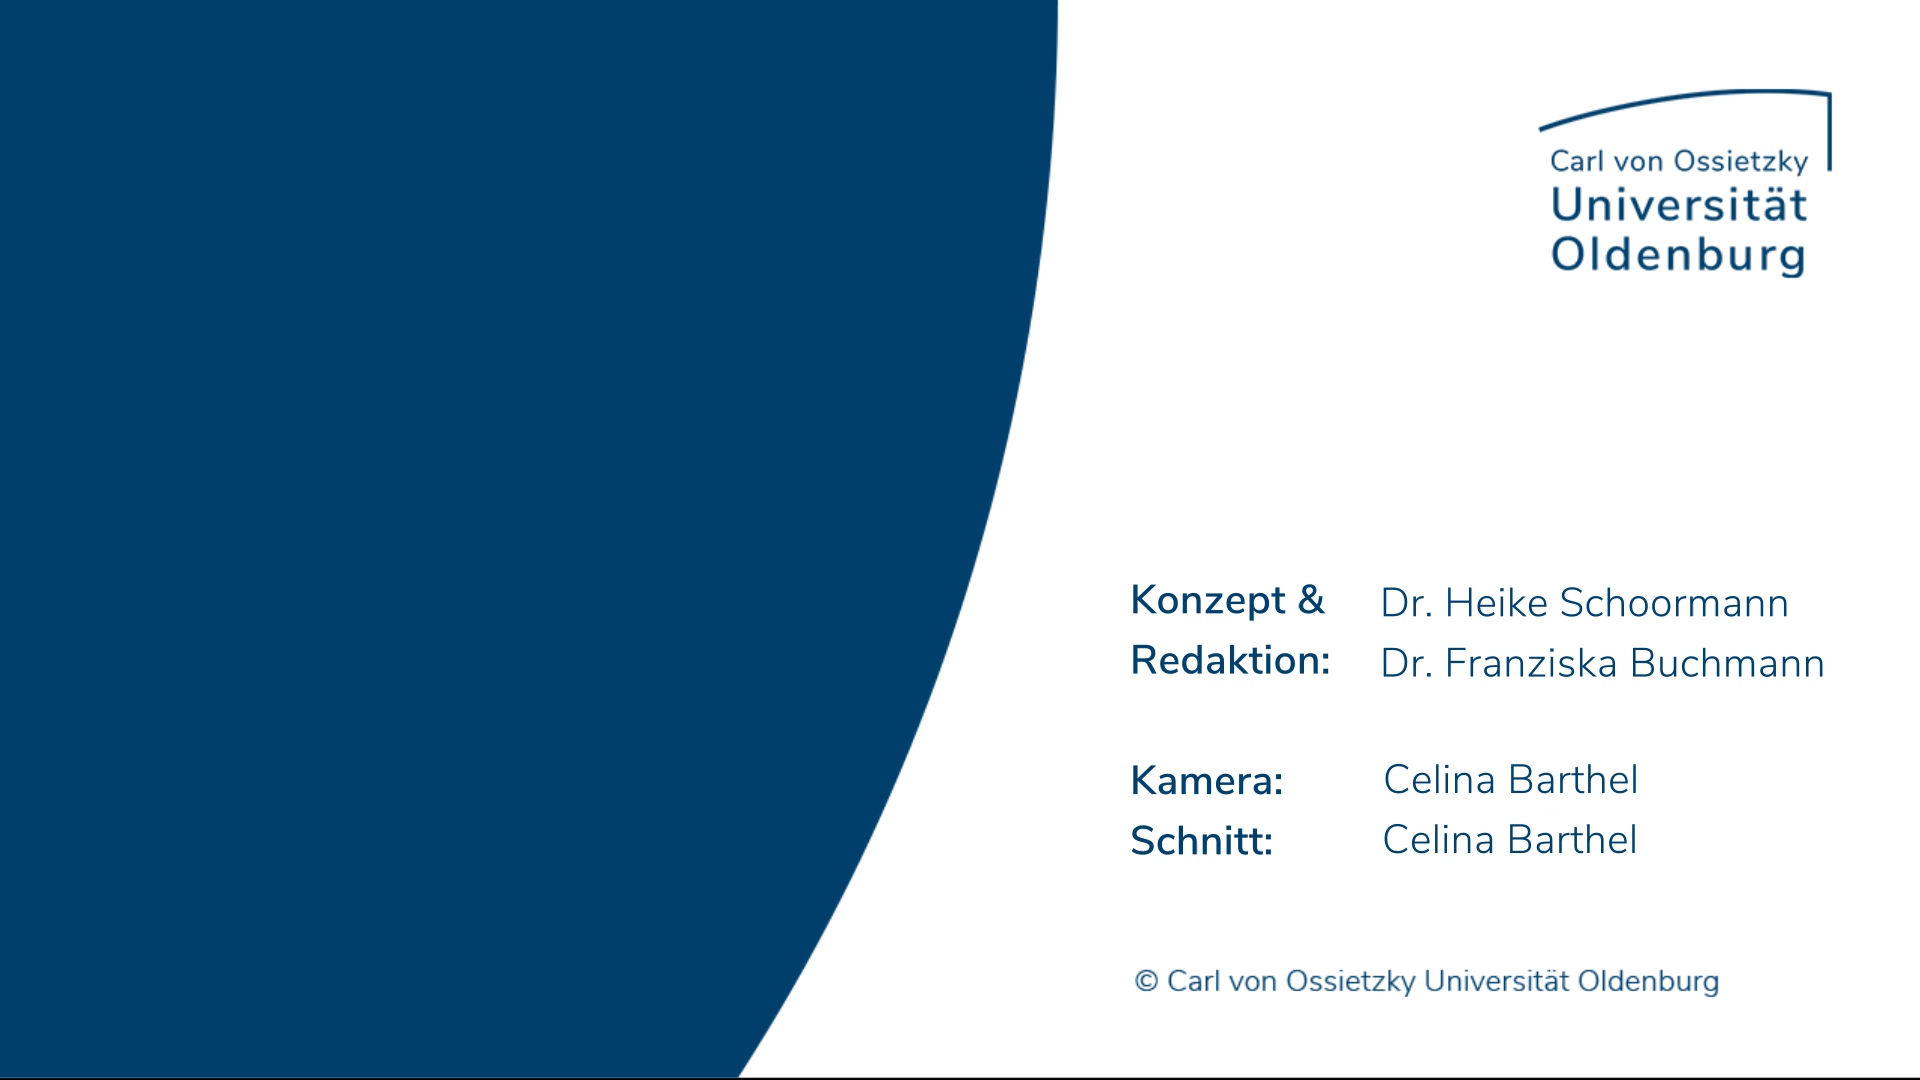 Carl von Ossietzky
Universität
Oldenburg
Konzept & Dr. Heike Schoormann
Redaktion: Dr. Franziska Buchmann
Kamera: Celina Barthel
Schnitt: Celina Barthel
© Carl von Ossietzky Universität Oldenburg